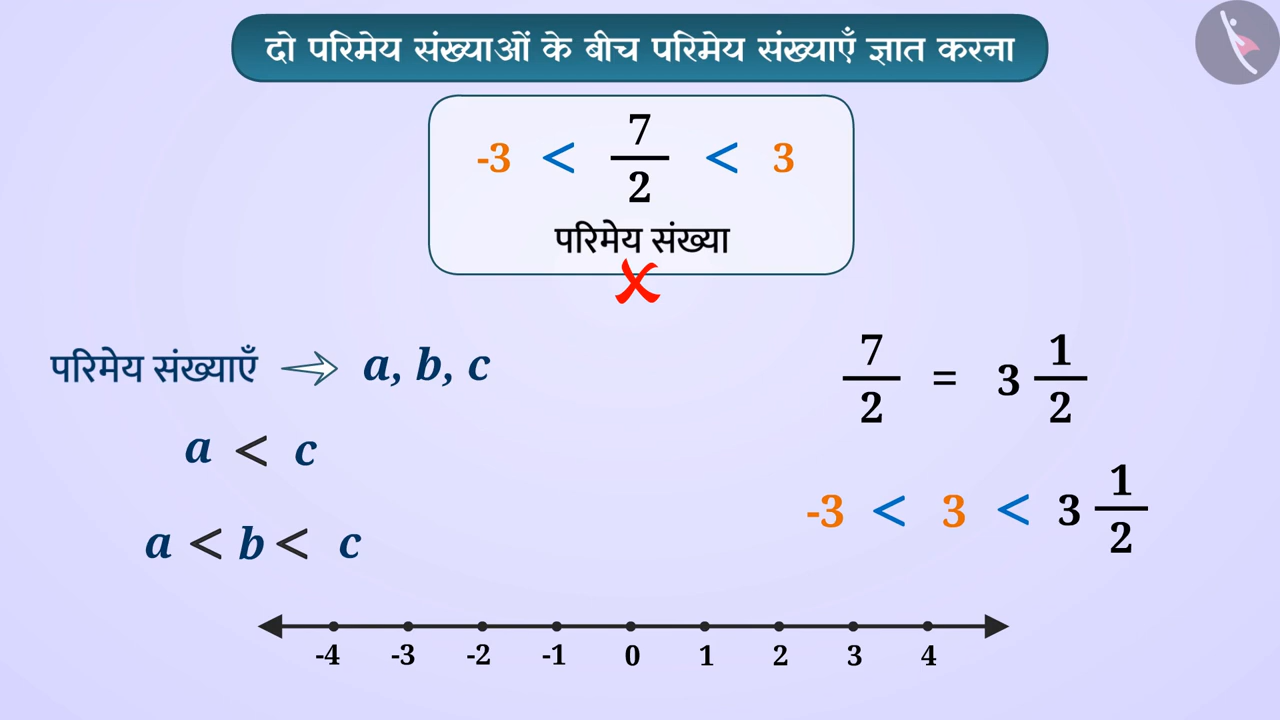 दो परिमेय संख्याओं के बीच परिमेय संख्याएँ ज्ञात करना
-3 < 7/2 < 3
परिमेय संख्या
✗
परिमेय संख्याएँ ⇒ a, b, c
a < c
a < b < c
7/2 = 3 1/2
-3 < 3 < 3 1/2
-4 -3 -2 -1 0 1 2 3 4